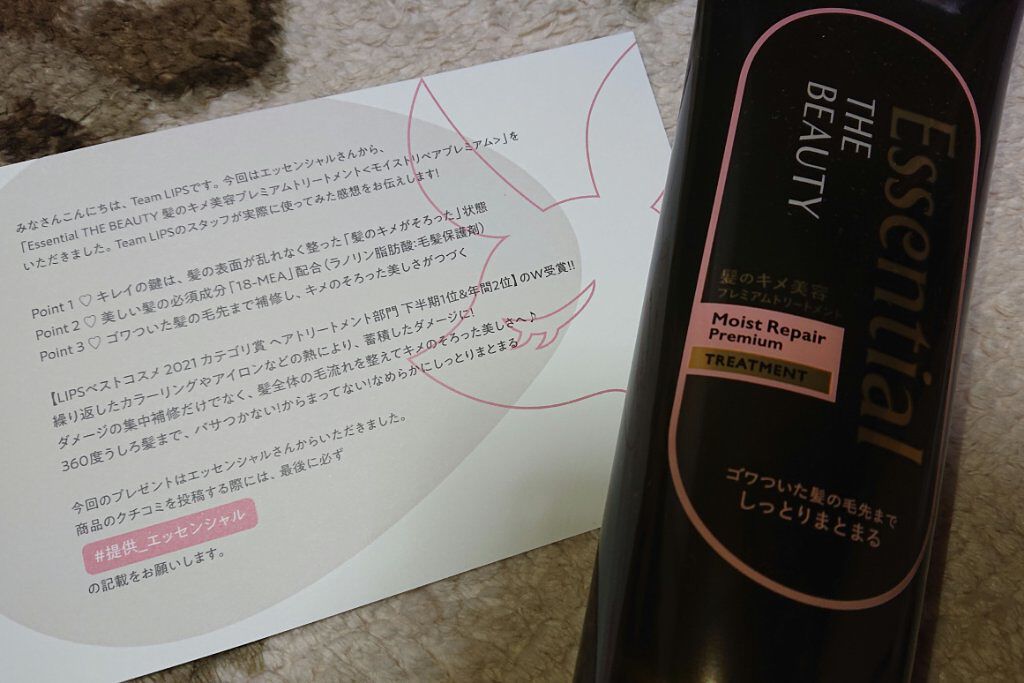 みなさんこんにちは、Team LIPSです。今回はエッセンシャルさんから、
「Essential THE BEAUTY 髪のキメ美容プレミアムトリートメント<モイストリペアプレミアム>」を
いただきました。Team LIPSのスタッフが実際に使ってみた感想をお伝えします!
Point 1 ♡ キレイの鍵は、髪の表面が乱れなく整った「髪のキメがそろった」状態
Point 2 ♡ 美しい髪の必須成分「18-MEA」配合(ラノリン脂肪酸:毛髪保護剤)
Point 3 ♡ ゴワついた髪の毛先まで補修し、キメのそろった美しさがつづく
【LIPSベストコスメ 2021 カテゴリ賞 ヘアトリートメント部門 下半期1位&年間2位】のW受賞!!
繰り返したカラーリングやアイロンなどの熱により、蓄積したダメージに!
ダメージの集中補修だけでなく、髪全体の毛流れを整えてキメのそろった美しさへ♪
360度うしろ髪まで、パサつかない!からまってない!なめらかにしっとりまとまる
今回のプレゼントはエッセンシャルさんからいただきました。
商品のクチコミを投稿する際には、最後に必ず
#提供_エッセンシャル
の記載をお願いします。
Essential
THE
BEAUTY
髪のキメ美容
プレミアムトリートメント
Moist Repair
Premium
TREATMENT
ゴワついた髪の毛先まで
しっとりまとまる